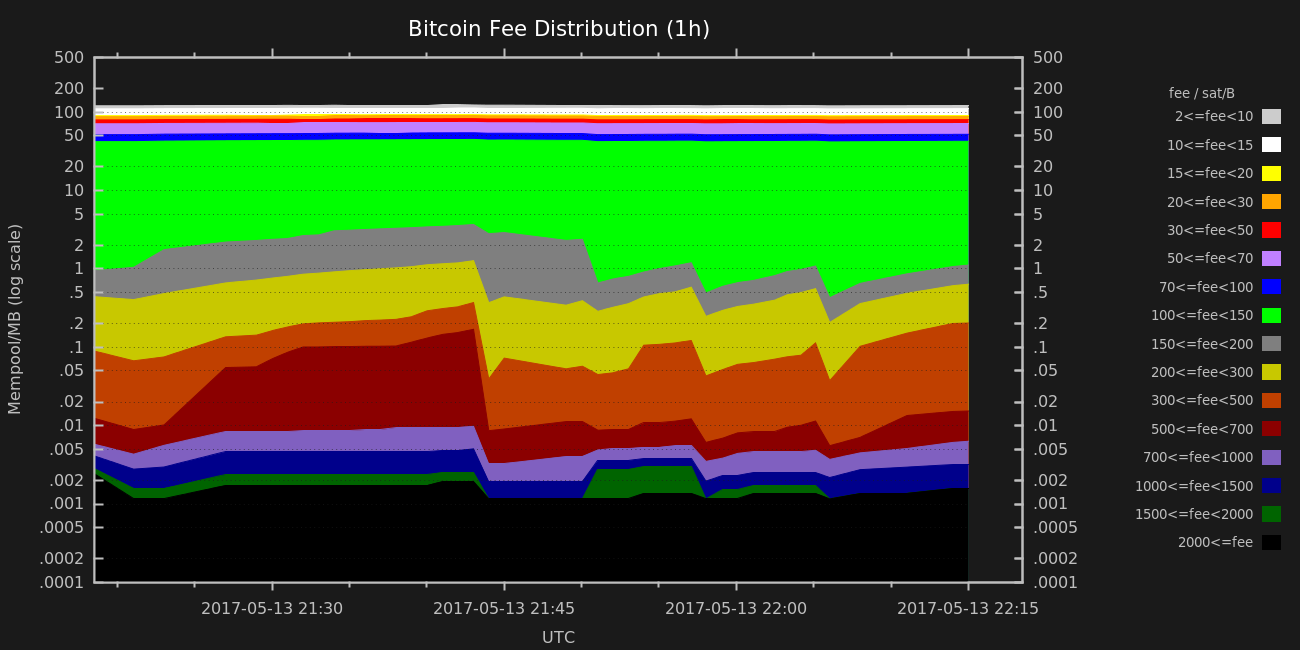 Bitcoin Fee Distribution (1h)
500
200
100
50
20
10
5
2
1
.5
.2
.1
.05
.02
.01
.005
.002
.001
.0005
.0002
.0001
Mempool/MB (log scale)
500
200
100
50
20
10
5
2
1
.5
.2
.1
.05
.02
.01
.005
.002
.001
.0005
.0002
.0001
2017-05-13 21:30
2017-05-13 21:45
2017-05-13 22:00
2017-05-13 22:15
UTC
fee / sat/B
2<=fee<10
10<=fee<15
15<=fee<20
20<=fee<30
30<=fee<50
50<=fee<70
70<=fee<100
100<=fee<150
150<=fee<200
200<=fee<300
300<=fee<500
500<=fee<700
700<=fee<1000
1000<=fee<1500
1500<=fee<2000
2000<=fee